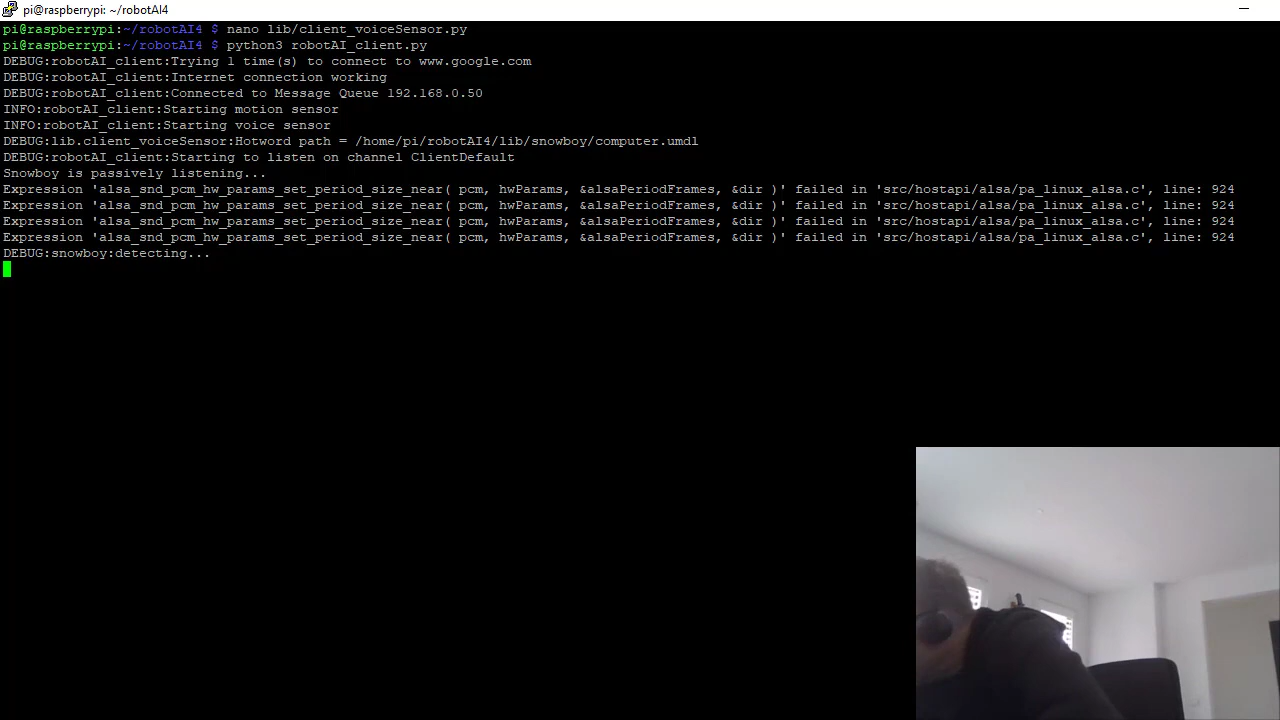 pi@raspberrypi: ~/robotAI4
pi@raspberrypi:~/robotAI4 $ nano lib/client_voiceSensor.py
pi@raspberrypi:~/robotAI4 $ python3 robotAI_client.py
DEBUG:robotAI_client:Trying 1 time(s) to connect to www.google.com
DEBUG:robotAI_client:Internet connection working
DEBUG:robotAI_client:Connected to Message Queue 192.168.0.50
INFO:robotAI_client:Starting motion sensor
INFO:robotAI_client:Starting voice sensor
DEBUG:lib.client_voiceSensor:Hotword path = /home/pi/robotAI4/lib/snowboy/computer.umdl
DEBUG:robotAI_client:Starting to listen on channel ClientDefault
Snowboy is passively listening...
Expression 'alsa_snd_pcm_hw_params_set_period_size_near( pcm, hwParams, &alsaPeriodFrames, &dir )' failed in 'src/hostapi/alsa/pa_linux_alsa.c', line: 924
Expression 'alsa_snd_pcm_hw_params_set_period_size_near( pcm, hwParams, &alsaPeriodFrames, &dir )' failed in 'src/hostapi/alsa/pa_linux_alsa.c', line: 924
Expression 'alsa_snd_pcm_hw_params_set_period_size_near( pcm, hwParams, &alsaPeriodFrames, &dir )' failed in 'src/hostapi/alsa/pa_linux_alsa.c', line: 924
Expression 'alsa_snd_pcm_hw_params_set_period_size_near( pcm, hwParams, &alsaPeriodFrames, &dir )' failed in 'src/hostapi/alsa/pa_linux_alsa.c', line: 924
DEBUG:snowboy:detecting...